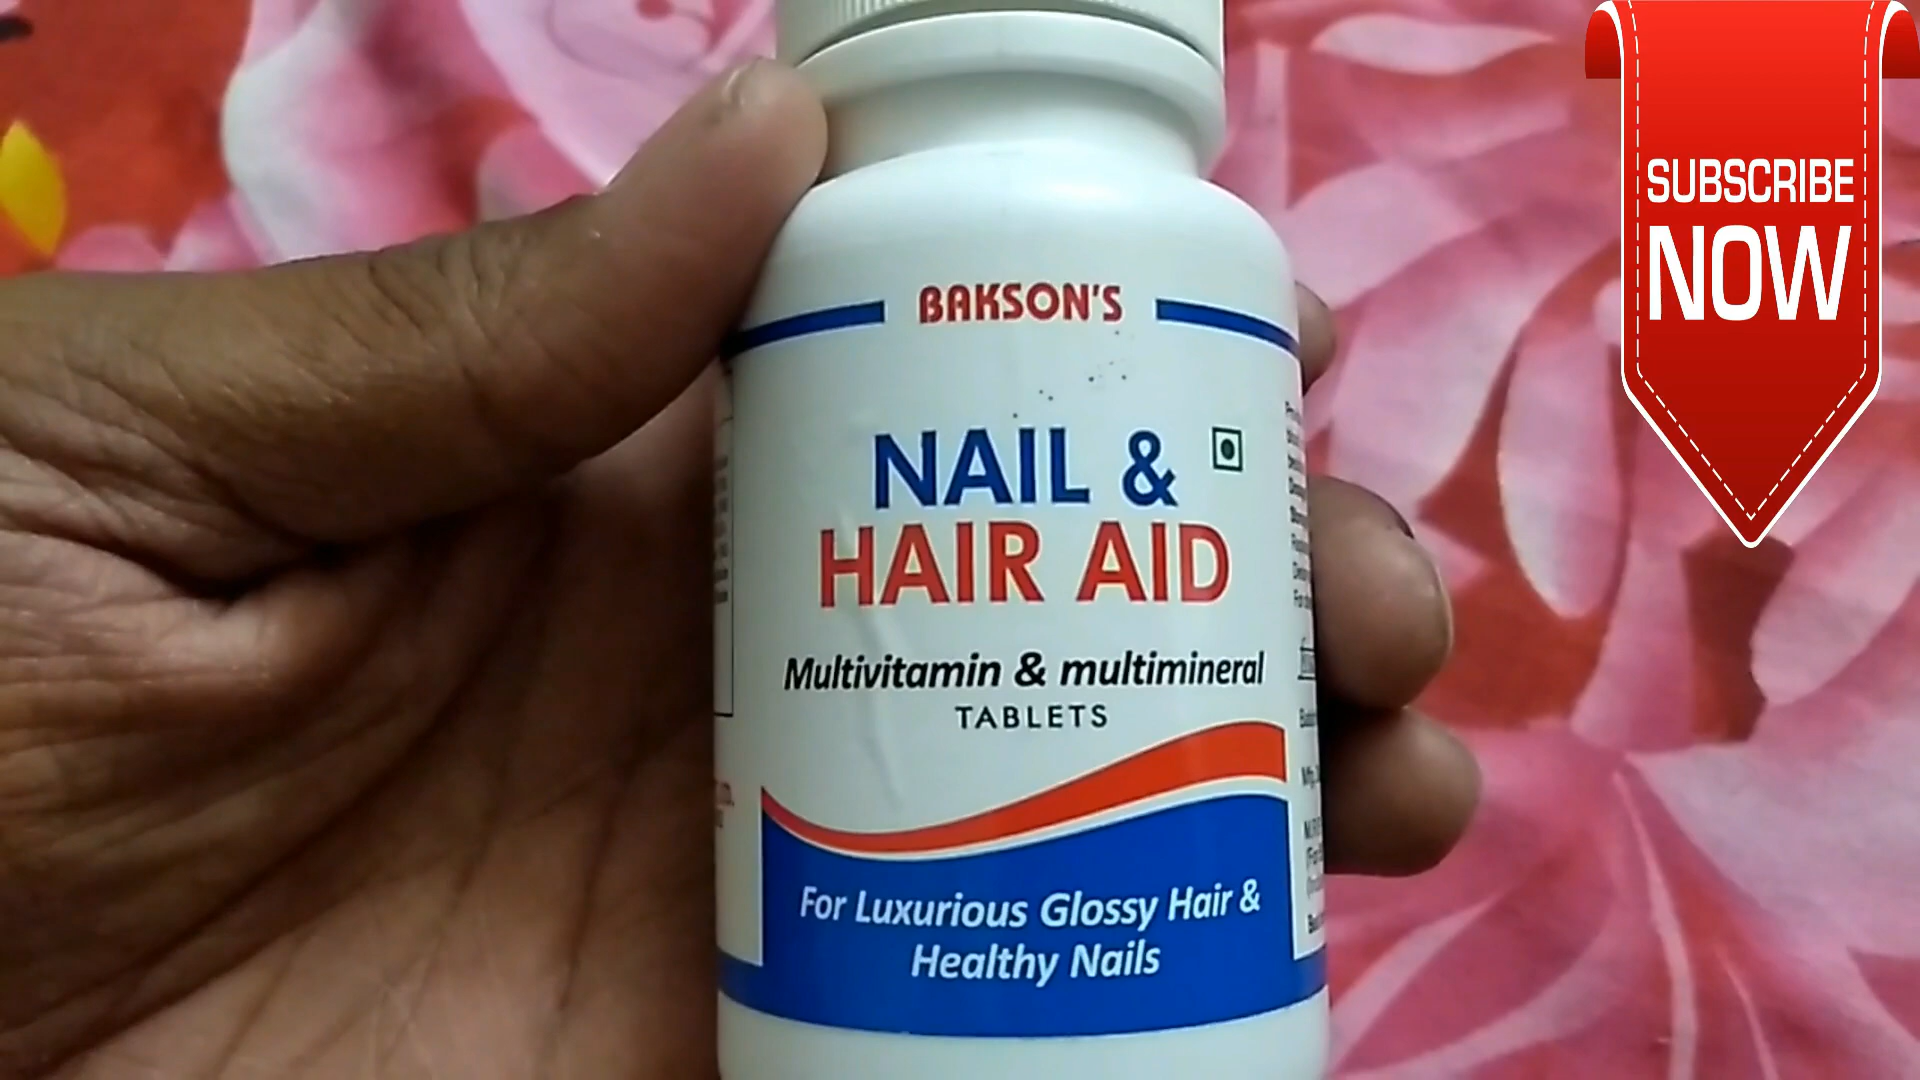 BAKSON'S
NAIL &
HAIR AID
Multivitamin & multimineral
TABLETS
For Luxurious Glossy Hair &
Healthy Nails
SUBSCRIBE
NOW